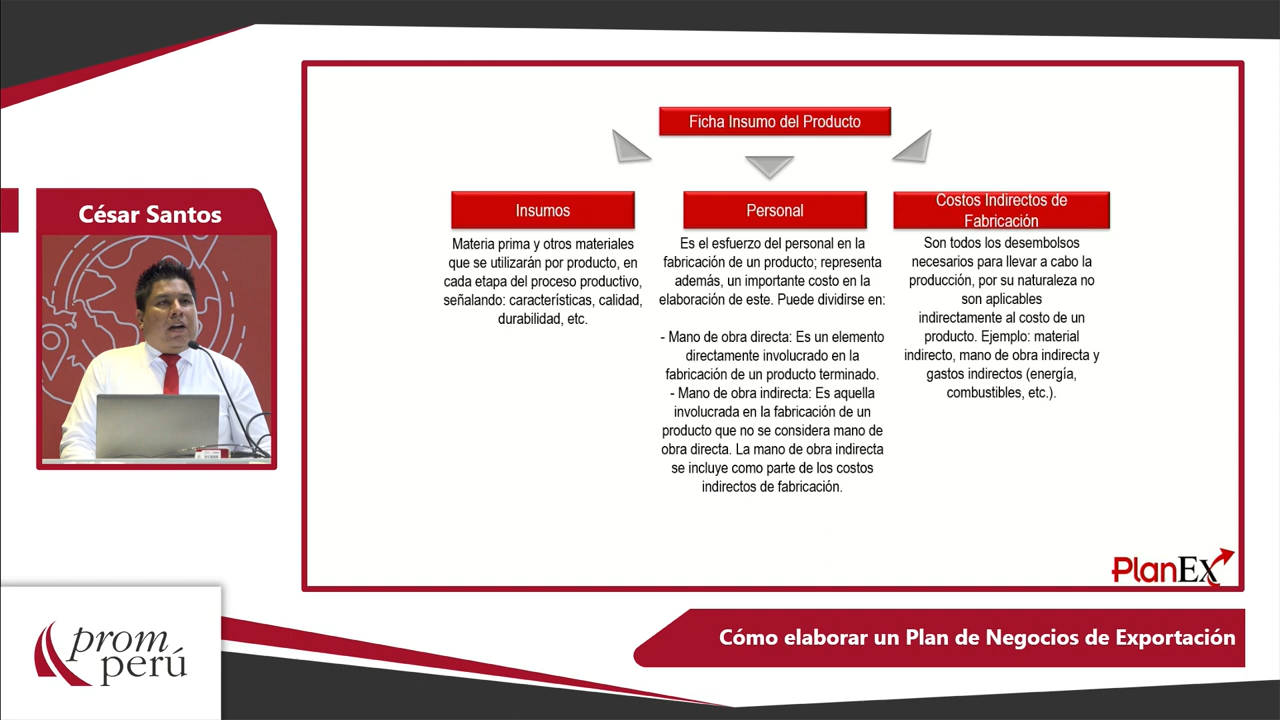 César Santos
Ficha Insumo del Producto
Insumos
Materia prima y otros materiales
que se utilizarán por producto, en
cada etapa del proceso productivo,
señalando: características, calidad,
durabilidad, etc.
Personal
Es el esfuerzo del personal en la
fabricación de un producto; representa
además, un importante costo en la
elaboración de este. Puede dividirse en:
- Mano de obra directa: Es un elemento
directamente involucrado en la
fabricación de un producto terminado.
- Mano de obra indirecta: Es aquella
involucrada en la fabricación de un
producto que no se considera mano de
obra directa. La mano de obra indirecta
se incluye como parte de los costos
indirectos de fabricación.
Costos Indirectos de
Fabricación
Son todos los desembolsos
necesarios para llevar a cabo la
producción, por su naturaleza no
son aplicables
indirectamente al costo de un
producto. Ejemplo: material
indirecto, mano de obra indirecta y
gastos indirectos (energía,
combustibles, etc.).
PlanEx
prom
perú
Cómo elaborar un Plan de Negocios de Exportación